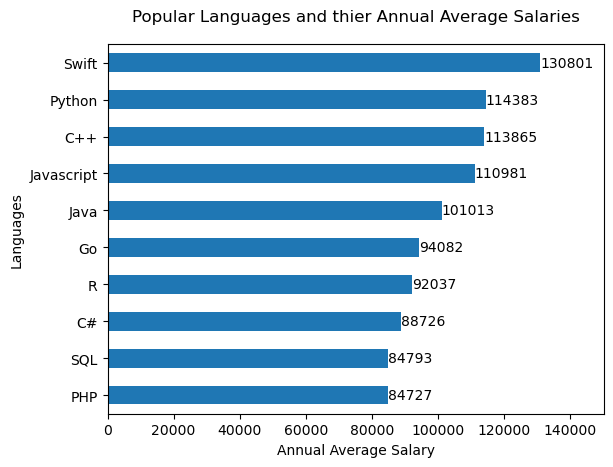 Popular Languages and thier Annual Average Salaries
Languages
Swift 130801
Python 114383
C++ 113865
Javascript 110981
Java 101013
Go 94082
R 92037
C# 88726
SQL 84793
PHP 84727
0 20000 40000 60000 80000 100000 120000 140000
Annual Average Salary